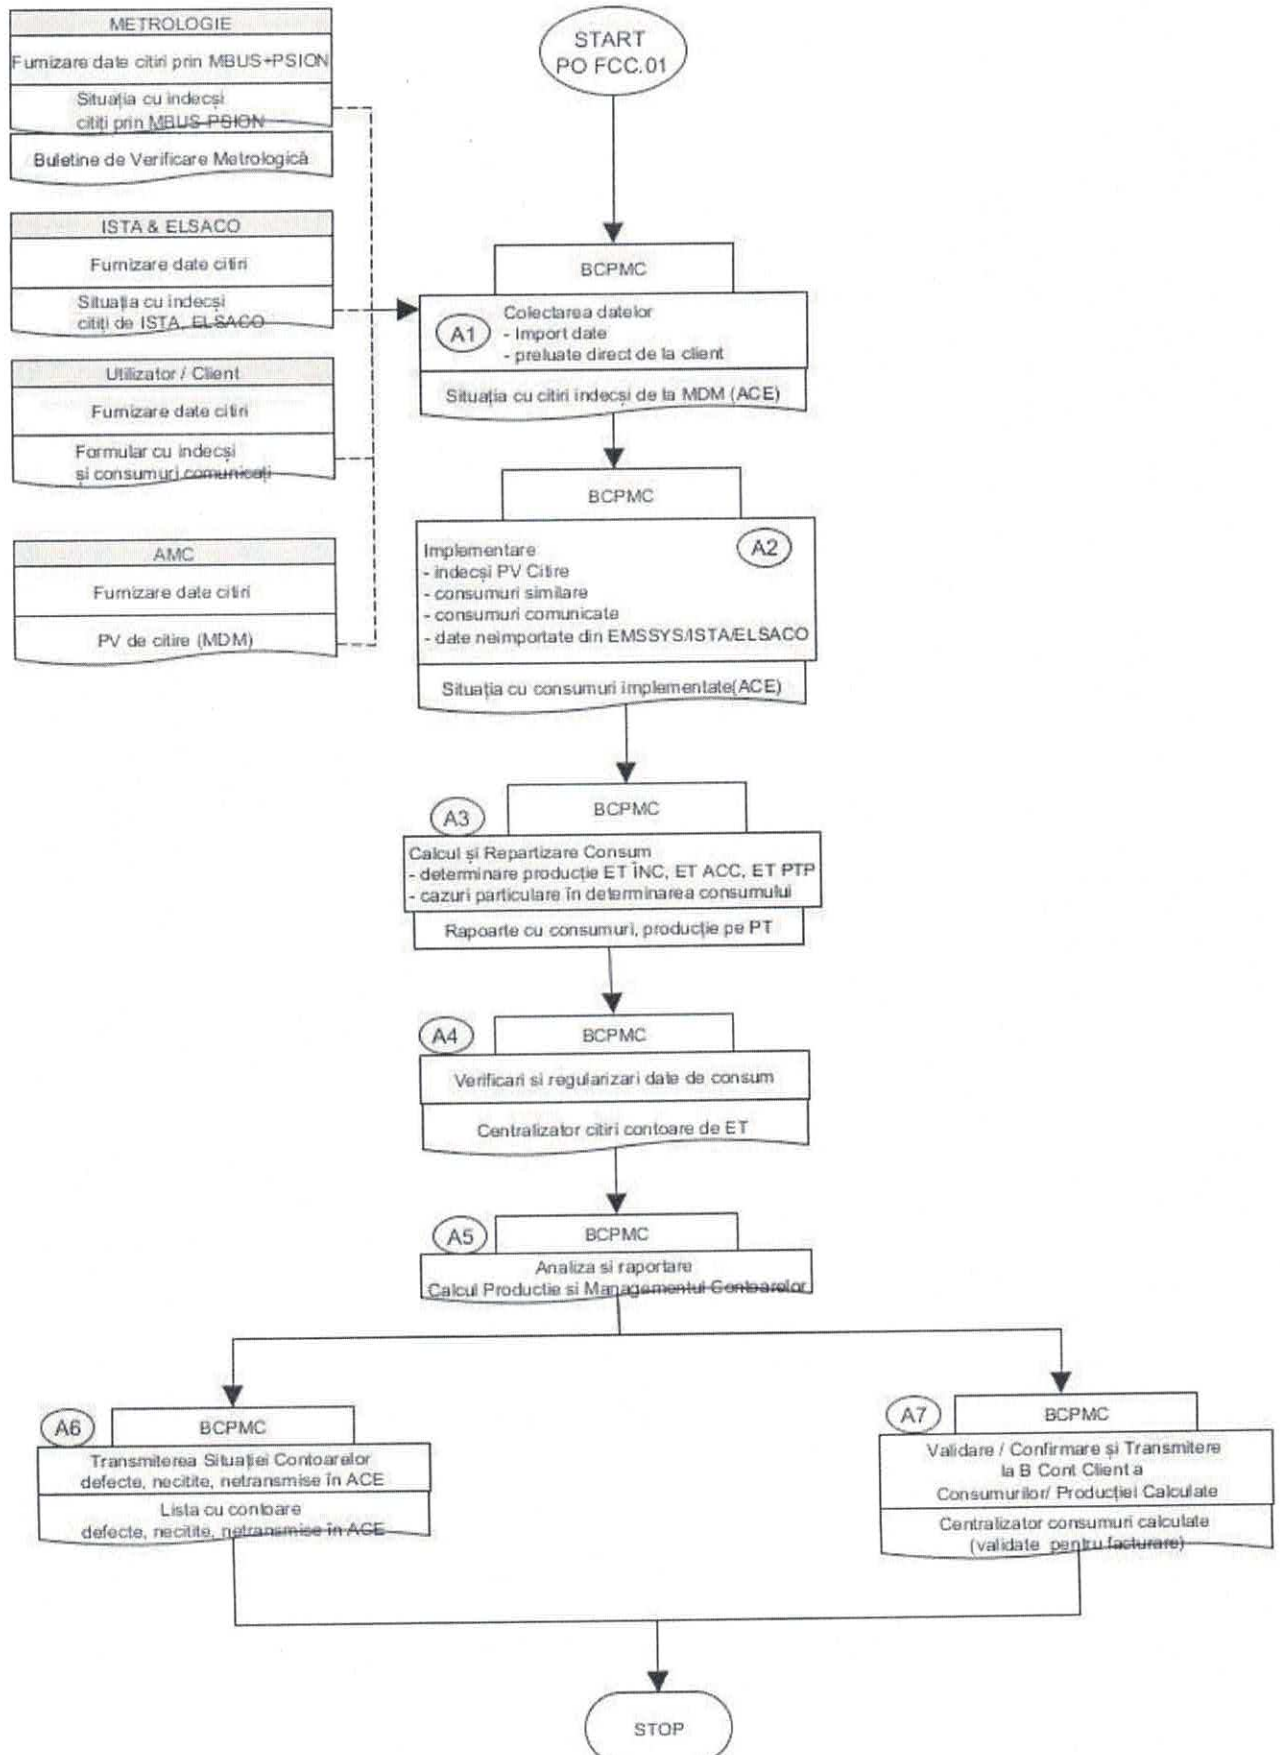 METROLOGIE
Furnizare date citiri prin MBUS+PSION
Situația cu indecși
citiți prin MBUS-PSION
Buletine de Verificare Metrologică
ISTA & ELSACO
Furnizare date citiri
Situația cu indecși
citiți de ISTA, ELSACO
Utilizator / Client
Furnizare date citiri
Formular cu indecși
și consumuri comunicați
AMC
Furnizare date citiri
PV de citire (MDM)
START
PO FCC.01
BCPMC
A1
Colectarea datelor
- Import date
- preluate direct de la client
Situația cu citiri indecși de la MDM (ACE)
BCPMC
A2
Implementare
- indecși PV Citire
- consumuri similare
- consumuri comunicate
- date neimportate din EMSSYS/ISTA/ELSACO
Situația cu consumuri implementate(ACE)
BCPMC
A3
Calcul și Repartizare Consum
- determinare producție ET ÎNC, ET ACC, ET PTP
- cazuri particulare în determinarea consumului
Rapoarte cu consumuri, producție pe PT
A4
BCPMC
Verificari si regularizari date de consum
Centralizator citiri contoare de ET
A5
BCPMC
Analiza si raportare
Calcul Productie si Managementul Contoarelor
A6
BCPMC
Transmiterea Situației Contoarelor
defecte, necitite, netransmise în ACE
Lista cu contoare
defecte, necitite, netransmise în ACE
A7
BCPMC
Validare / Confirmare și Transmitere
la B Cont Client a
Consumurilor/ Producției Calculate
Centralizator consumuri calculate
(validate pentru facturare)
STOP